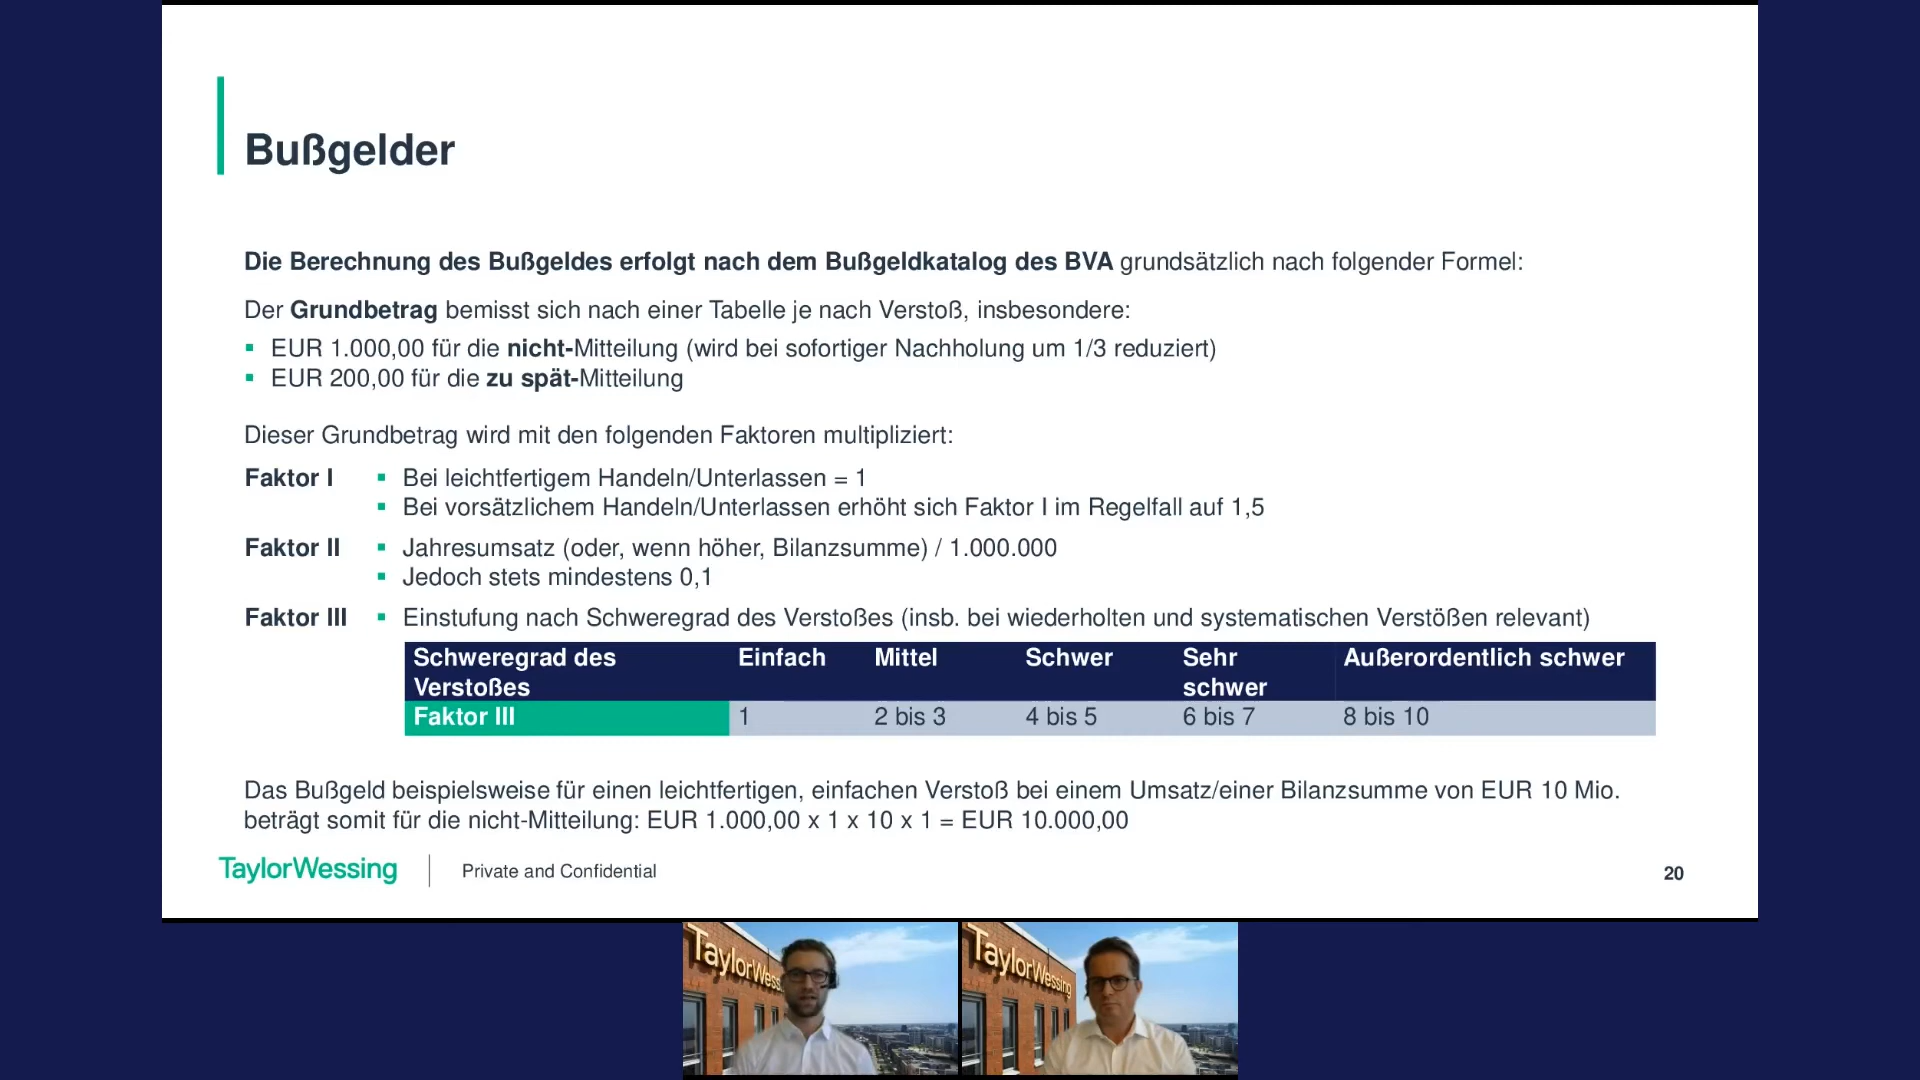 Bußgelder
Die Berechnung des Bußgeldes erfolgt nach dem Bußgeldkatalog des BVA grundsätzlich nach folgender Formel:
Der Grundbetrag bemisst sich nach einer Tabelle je nach Verstoß, insbesondere:
▪ EUR 1.000,00 für die nicht-Mitteilung (wird bei sofortiger Nachholung um 1/3 reduziert)
▪ EUR 200,00 für die zu spät-Mitteilung
Dieser Grundbetrag wird mit den folgenden Faktoren multipliziert:
Faktor I ▪ Bei leichtfertigem Handeln/Unterlassen = 1
▪ Bei vorsätzlichem Handeln/Unterlassen erhöht sich Faktor I im Regelfall auf 1,5
Faktor II ▪ Jahresumsatz (oder, wenn höher, Bilanzsumme) / 1.000.000
▪ Jedoch stets mindestens 0,1
Faktor III ▪ Einstufung nach Schweregrad des Verstoßes (insb. bei wiederholten und systematischen Verstößen relevant)
Schweregrad des Einfach Mittel Schwer Sehr Außerordentlich schwer
Verstoßes schwer
Faktor III 1 2 bis 3 4 bis 5 6 bis 7 8 bis 10
Das Bußgeld beispielsweise für einen leichtfertigen, einfachen Verstoß bei einem Umsatz/einer Bilanzsumme von EUR 10 Mio.
beträgt somit für die nicht-Mitteilung: EUR 1.000,00 x 1 x 10 x 1 = EUR 10.000,00
TaylorWessing Private and Confidential 20
TaylorWess
TaylorWessing